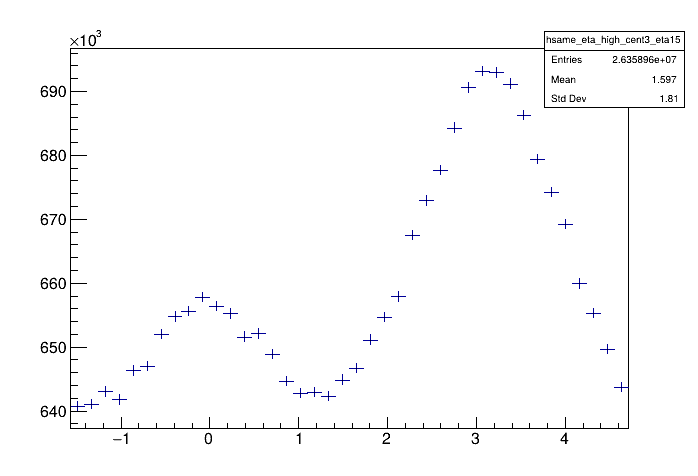 ×10³
hsame_eta_high_cent3_eta15
Entries 2.635896e+07
Mean 1.597
Std Dev 1.81
690
680
670
660
650
640
−1 0 1 2 3 4